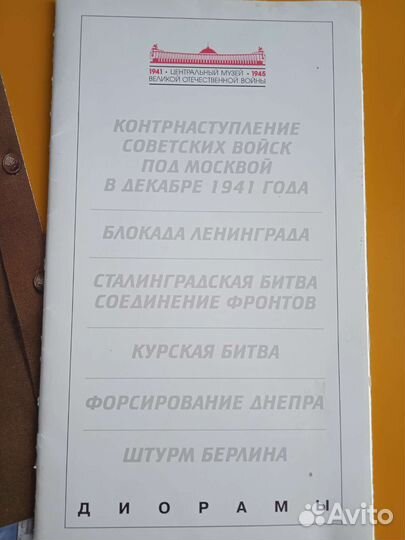 1941 • ЦЕНТРАЛЬНЫЙ МУЗЕЙ • 1945
ВЕЛИКОЙ ОТЕЧЕСТВЕННОЙ ВОЙНЫ
КОНТРНАСТУПЛЕНИЕ
СОВЕТСКИХ ВОЙСК
ПОД МОСКВОЙ
В ДЕКАБРЕ 1941 ГОДА
БЛОКАДА ЛЕНИНГРАДА
СТАЛИНГРАДСКАЯ БИТВА
СОЕДИНЕНИЕ ФРОНТОВ
КУРСКАЯ БИТВА
ФОРСИРОВАНИЕ ДНЕПРА
ШТУРМ БЕРЛИНА
ДИОРАМЫ
Avito